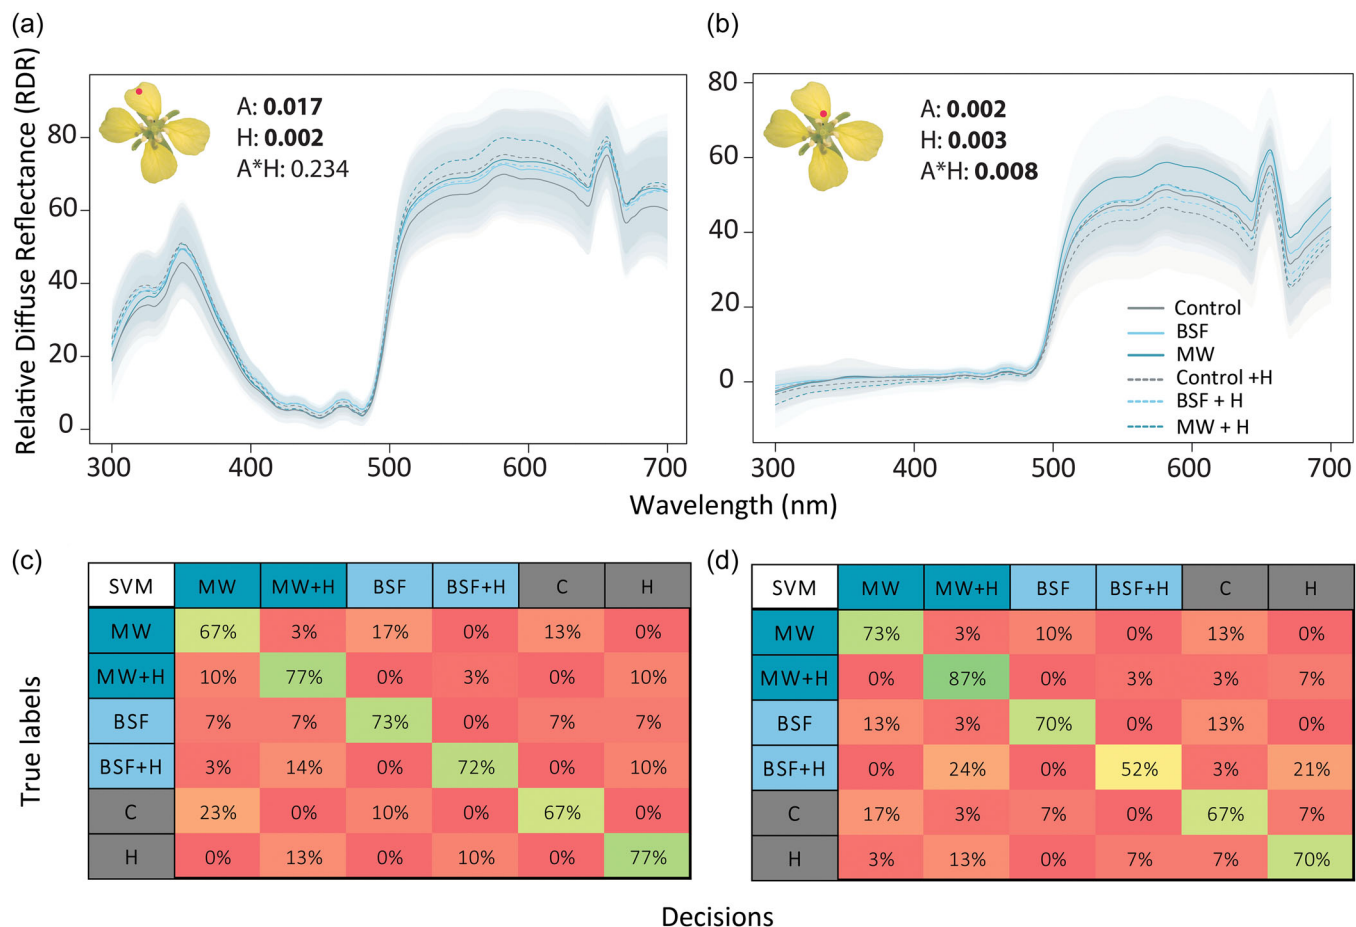 (a)
(b)
Relative Diffuse Reflectance (RDR)
A: 0.017
H: 0.002
A*H: 0.234
80
60
40
20
0
300
400
500
600
700
A: 0.002
H: 0.003
A*H: 0.008
80
60
40
20
0
Control
BSF
MW
Control +H
BSF + H
MW + H
300
400
500
600
700
Wavelength (nm)
(c)
(d)
True labels
SVM MW MW+H BSF BSF+H C H
MW 67% 3% 17% 0% 13% 0%
MW+H 10% 77% 0% 3% 0% 10%
BSF 7% 7% 73% 0% 7% 7%
BSF+H 3% 14% 0% 72% 0% 10%
C 23% 0% 10% 0% 67% 0%
H 0% 13% 0% 10% 0% 77%
SVM MW MW+H BSF BSF+H C H
MW 73% 3% 10% 0% 13% 0%
MW+H 0% 87% 0% 3% 3% 7%
BSF 13% 3% 70% 0% 13% 0%
BSF+H 0% 24% 0% 52% 3% 21%
C 17% 3% 7% 0% 67% 7%
H 3% 13% 0% 7% 7% 70%
Decisions